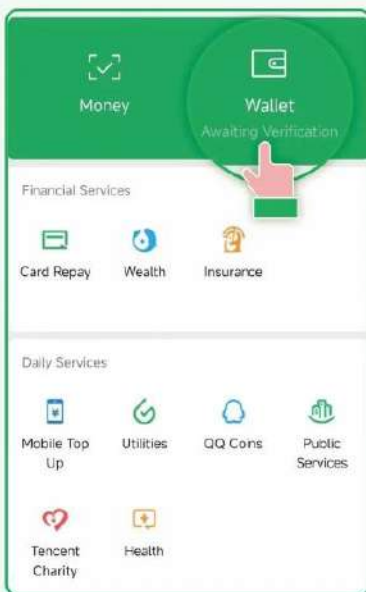 Money
Wallet
Awaiting Verification
Financial Services
Card Repay
Wealth
Insurance
Daily Services
Mobile Top
Up
Utilities
QQ Coins
Public
Services
Tencent
Charity
Health